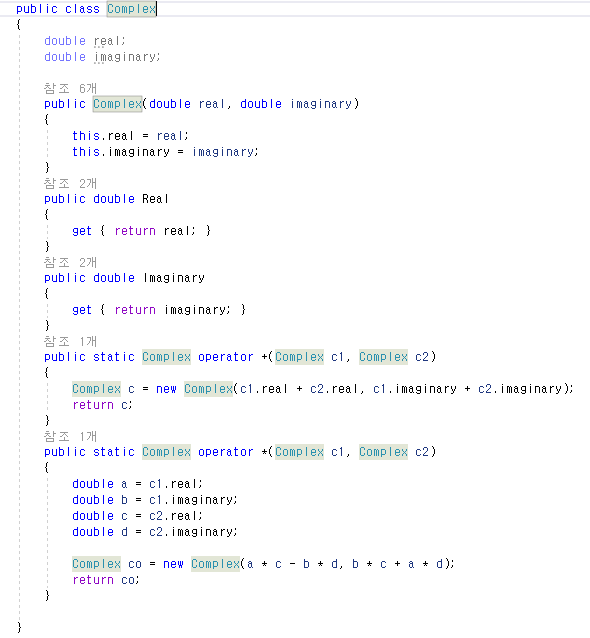 public class Complex
{
double real;
double imaginary;
참조 6개
public Complex(double real, double imaginary)
{
this.real = real;
this.imaginary = imaginary;
}
참조 2개
public double Real
{
get { return real; }
}
참조 2개
public double Imaginary
{
get { return imaginary; }
}
참조 1개
public static Complex operator +(Complex c1, Complex c2)
{
Complex c = new Complex(c1.real + c2.real, c1.imaginary + c2.imaginary);
return c;
}
참조 1개
public static Complex operator *(Complex c1, Complex c2)
{
double a = c1.real;
double b = c1.imaginary;
double c = c2.real;
double d = c2.imaginary;
Complex co = new Complex(a * c - b * d, b * c + a * d);
return co;
}
}